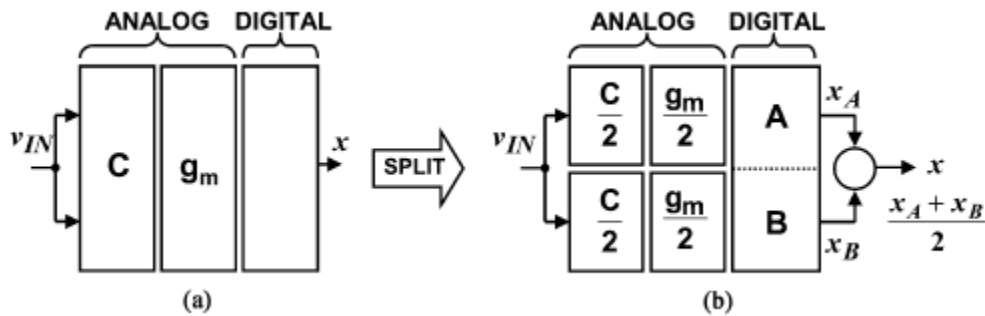 ANALOG DIGITAL
v_IN C g_m x
(a)
SPLIT
ANALOG DIGITAL
C/2 g_m/2 A x_A
v_IN x
C/2 g_m/2 B x_B (x_A + x_B)/2
(b)